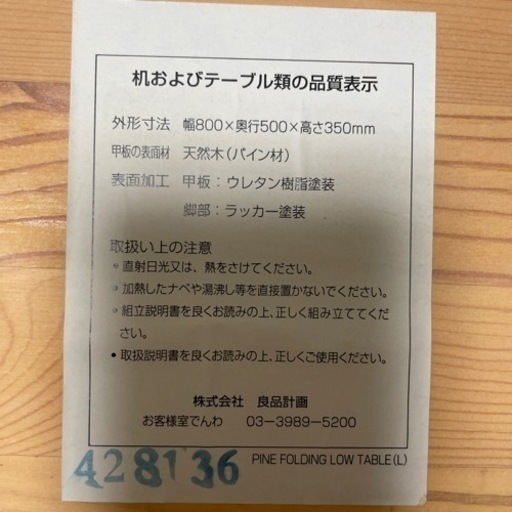 机およびテーブル類の品質表示
外形寸法 幅800×奥行500×高さ350mm
甲板の表面材 天然木(パイン材)
表面加工 甲板：ウレタン樹脂塗装
脚部：ラッカー塗装
取扱い上の注意
●直射日光又は、熱をさけてください。
●加熱したナベや湯沸し等を直接置かないでください。
●組立説明書を良くお読みの上、正しく組み立ててくだ
さい。
●取扱説明書を良くお読みの上、正しくご使用ください。
株式会社 良品計画
お客様室でんわ 03-3989-5200
428136 PINE FOLDING LOW TABLE(L)